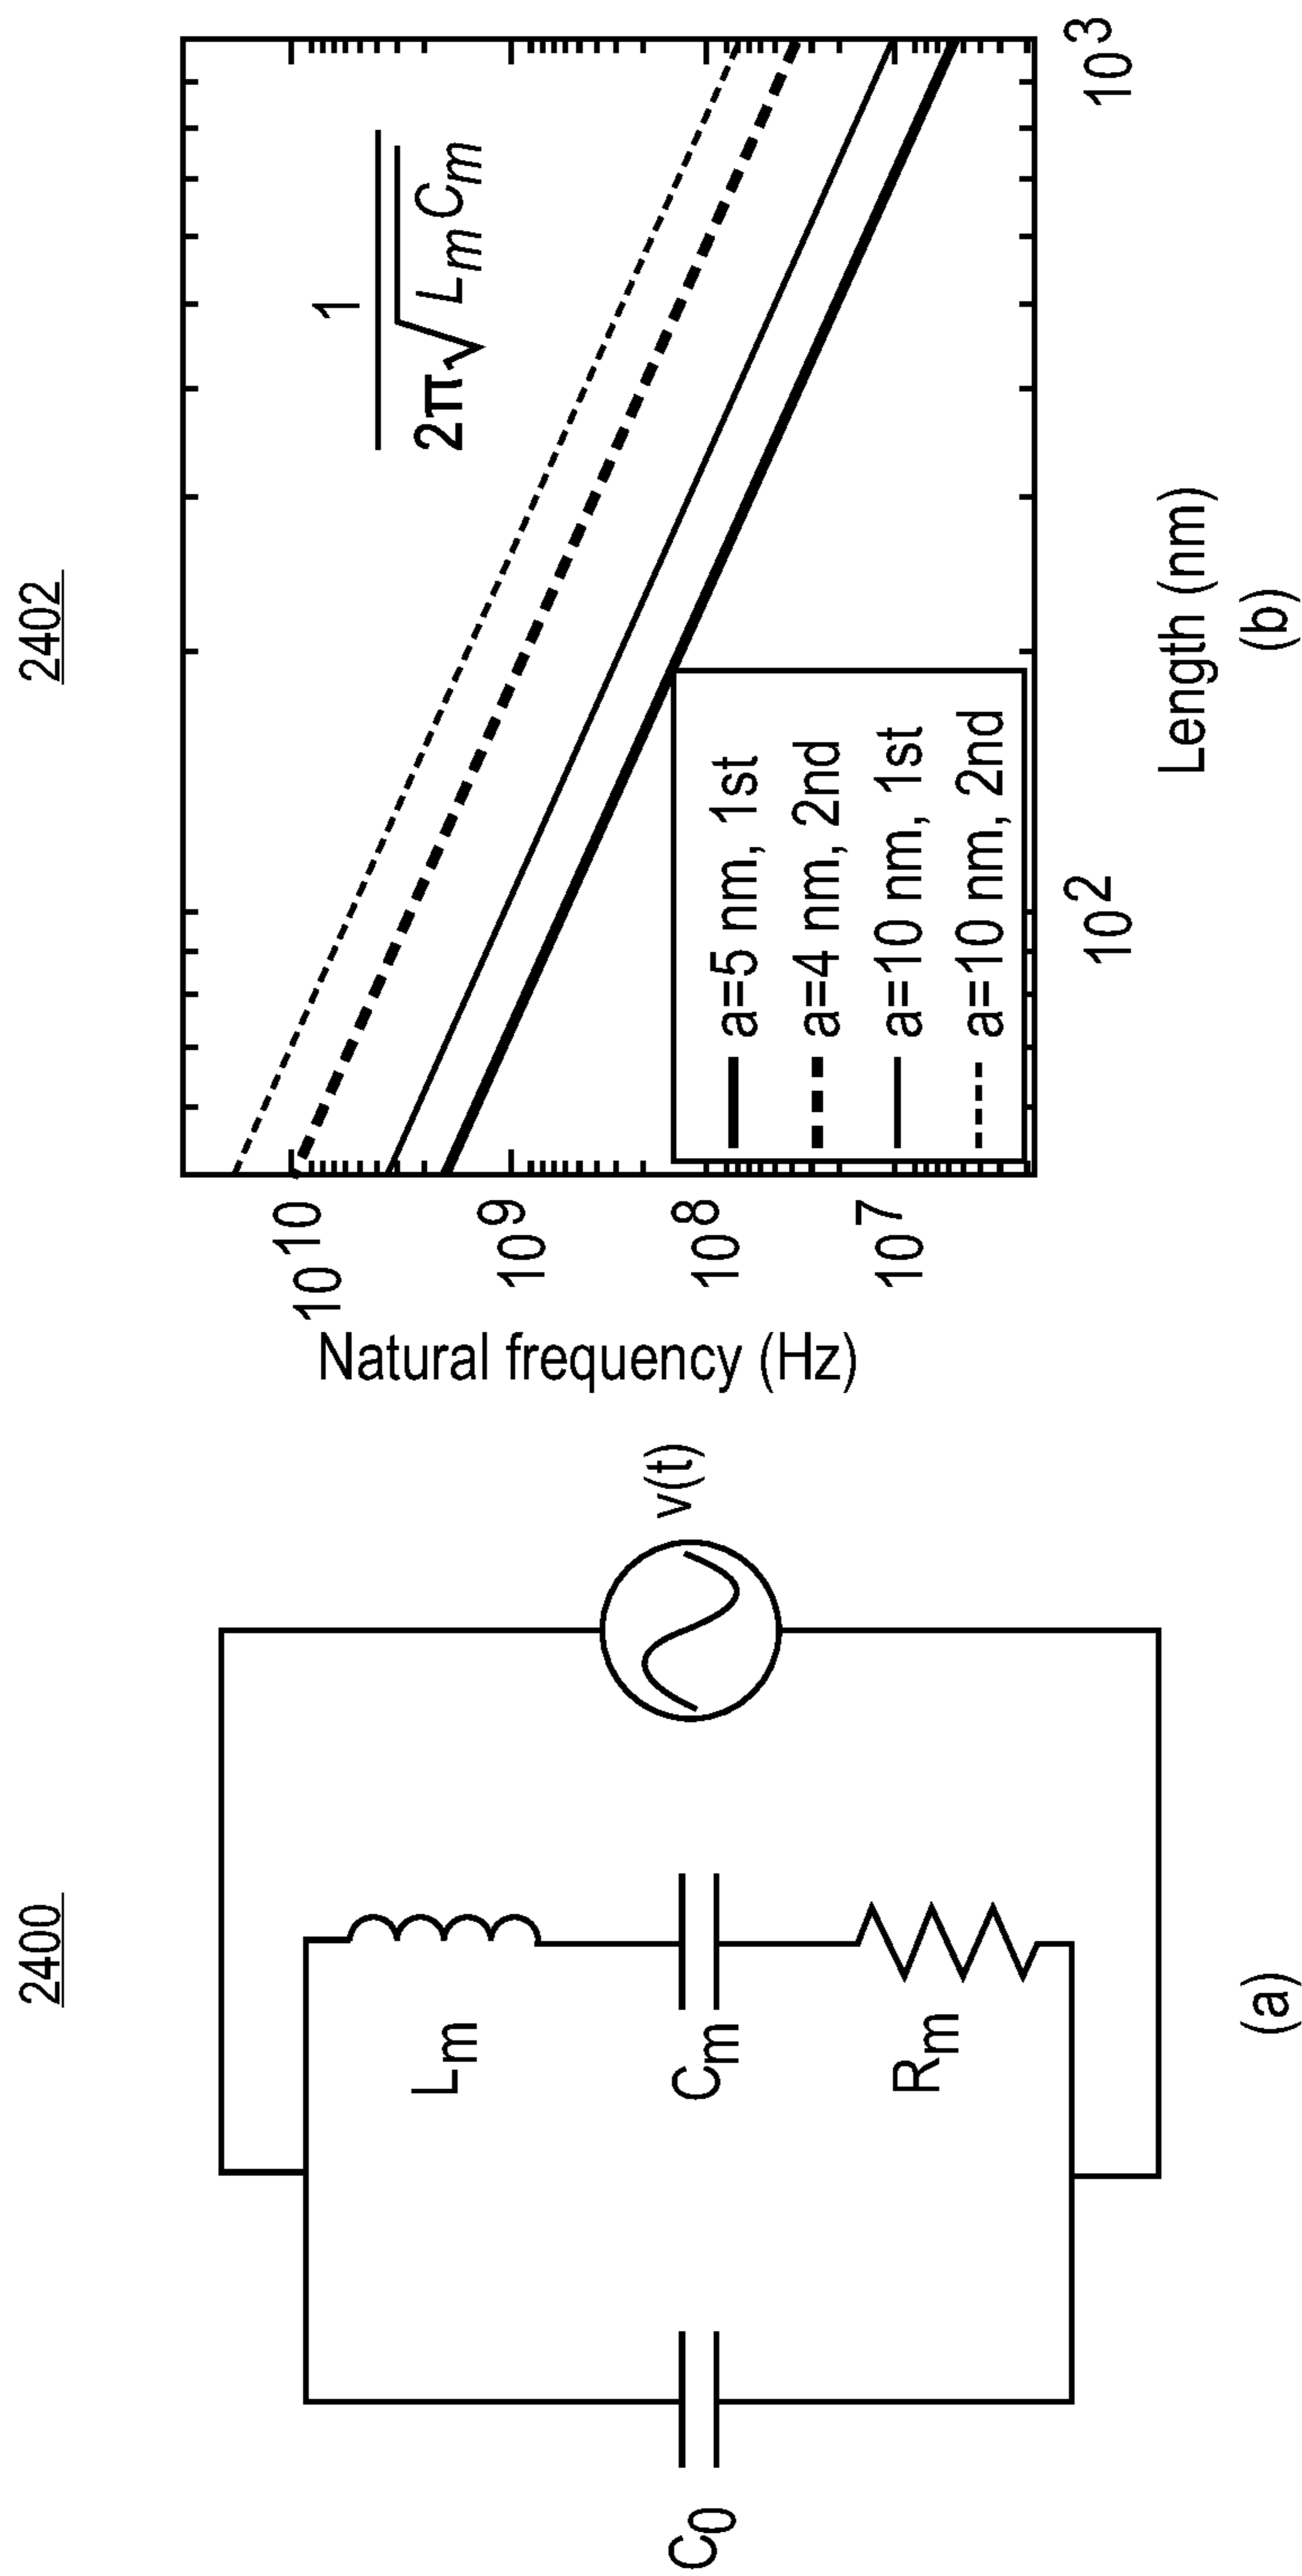 2400
C0
Lm
Cm
Rm
v(t)
(a)
2402
Natural frequency (Hz)
10^10
10^9
10^8
10^7
1
2π√LmCm
a=5 nm, 1st
a=4 nm, 2nd
a=10 nm, 1st
a=10 nm, 2nd
10^2
10^3
Length (nm)
(b)